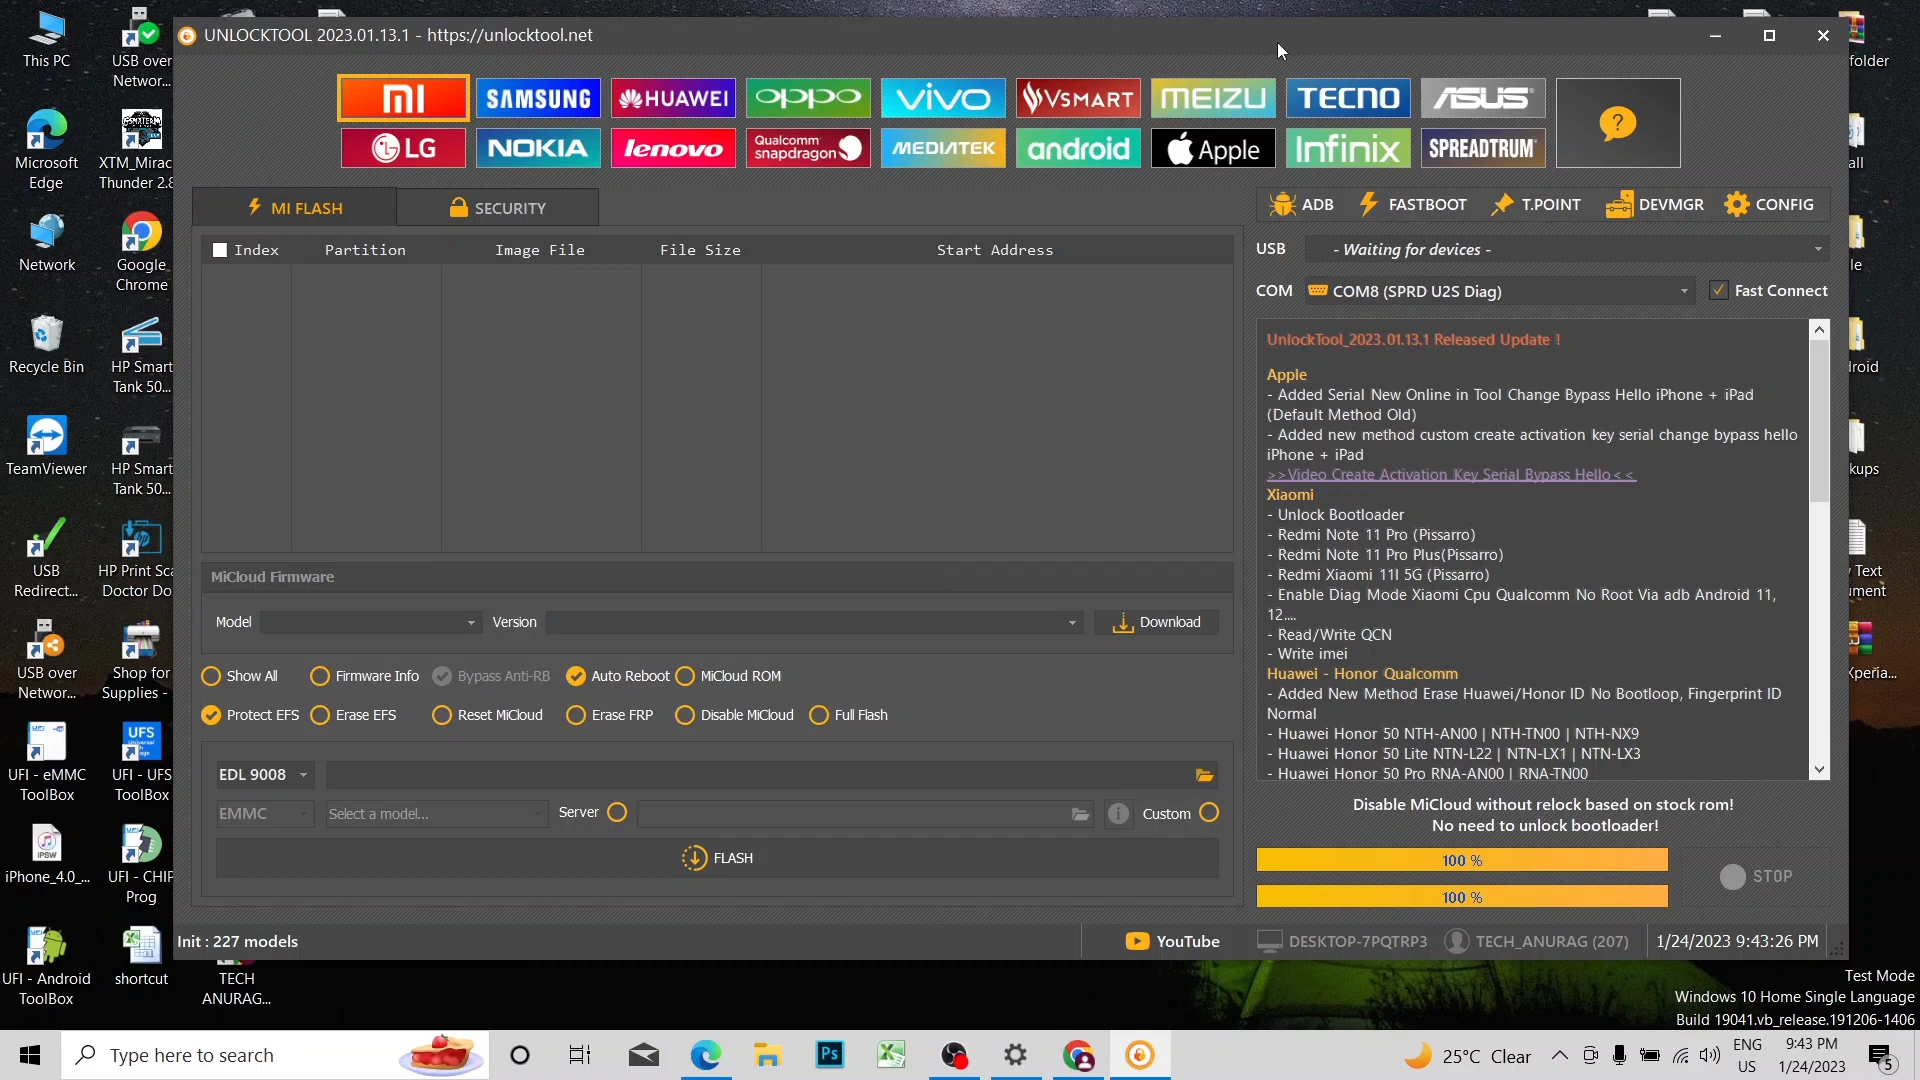 UNLOCKTOOL 2023.01.13.1 - https://unlocktool.net
This PC
USB over
Networ...
Microsoft
Edge
XTM_Mirac
Thunder 2.8
Network
Google
Chrome
Recycle Bin
HP Smart
Tank 50...
TeamViewer
HP Smart
Tank 50...
USB
Redirect...
HP Print Sca
Doctor Do
USB over
Networ...
Shop for
Supplies -
UFI - eMMC
ToolBox
UFS
UFI - UFS
ToolBox
IPSW
iPhone_4.0_...
UFI - CHIP
Prog
UFI - Android
ToolBox
shortcut
TECH
ANURAG...
mi
SAMSUNG
HUAWEI
oppo
vivo
VSMART
MEIZU
TECNO
ASUS
?
LG
NOKIA
lenovo
Qualcomm
snapdragon
MEDIATEK
android
Apple
Infinix
SPREADTRUM
MI FLASH
SECURITY
ADB
FASTBOOT
T.POINT
DEVMGR
CONFIG
Index
Partition
Image File
File Size
Start Address
USB
- Waiting for devices -
COM
COM8 (SPRD U2S Diag)
Fast Connect
UnlockTool_2023.01.13.1 Released Update !
Apple
- Added Serial New Online in Tool Change Bypass Hello iPhone + iPad
(Default Method Old)
- Added new method custom create activation key serial change bypass hello
iPhone + iPad
>>Video Create Activation Key Serial Bypass Hello<<
Xiaomi
- Unlock Bootloader
- Redmi Note 11 Pro (Pissarro)
- Redmi Note 11 Pro Plus(Pissarro)
- Redmi Xiaomi 11I 5G (Pissarro)
- Enable Diag Mode Xiaomi Cpu Qualcomm No Root Via adb Android 11,
12....
- Read/Write QCN
- Write imei
Huawei - Honor Qualcomm
- Added New Method Erase Huawei/Honor ID No Bootloop, Fingerprint ID
Normal
- Huawei Honor 50 NTH-AN00 | NTH-TN00 | NTH-NX9
- Huawei Honor 50 Lite NTN-L22 | NTN-LX1 | NTN-LX3
- Huawei Honor 50 Pro RNA-AN00 | RNA-TN00
MiCloud Firmware
Model
Version
Download
Show All
Firmware Info
Bypass Anti-RB
Auto Reboot
MiCloud ROM
Protect EFS
Erase EFS
Reset MiCloud
Erase FRP
Disable MiCloud
Full Flash
EDL 9008
EMMC
Select a model...
Server
Custom
FLASH
Disable MiCloud without relock based on stock rom!
No need to unlock bootloader!
100 %
100 %
STOP
Init : 227 models
YouTube
DESKTOP-7PQTRP3
TECH_ANURAG (207)
1/24/2023 9:43:26 PM
folder
all
le
droid
kups
Text
ument
Xperia...
Test Mode
Windows 10 Home Single Language
Build 19041.vb_release.191206-1406
Type here to search
Ps
25°C Clear
ENG
US
9:43 PM
1/24/2023
5